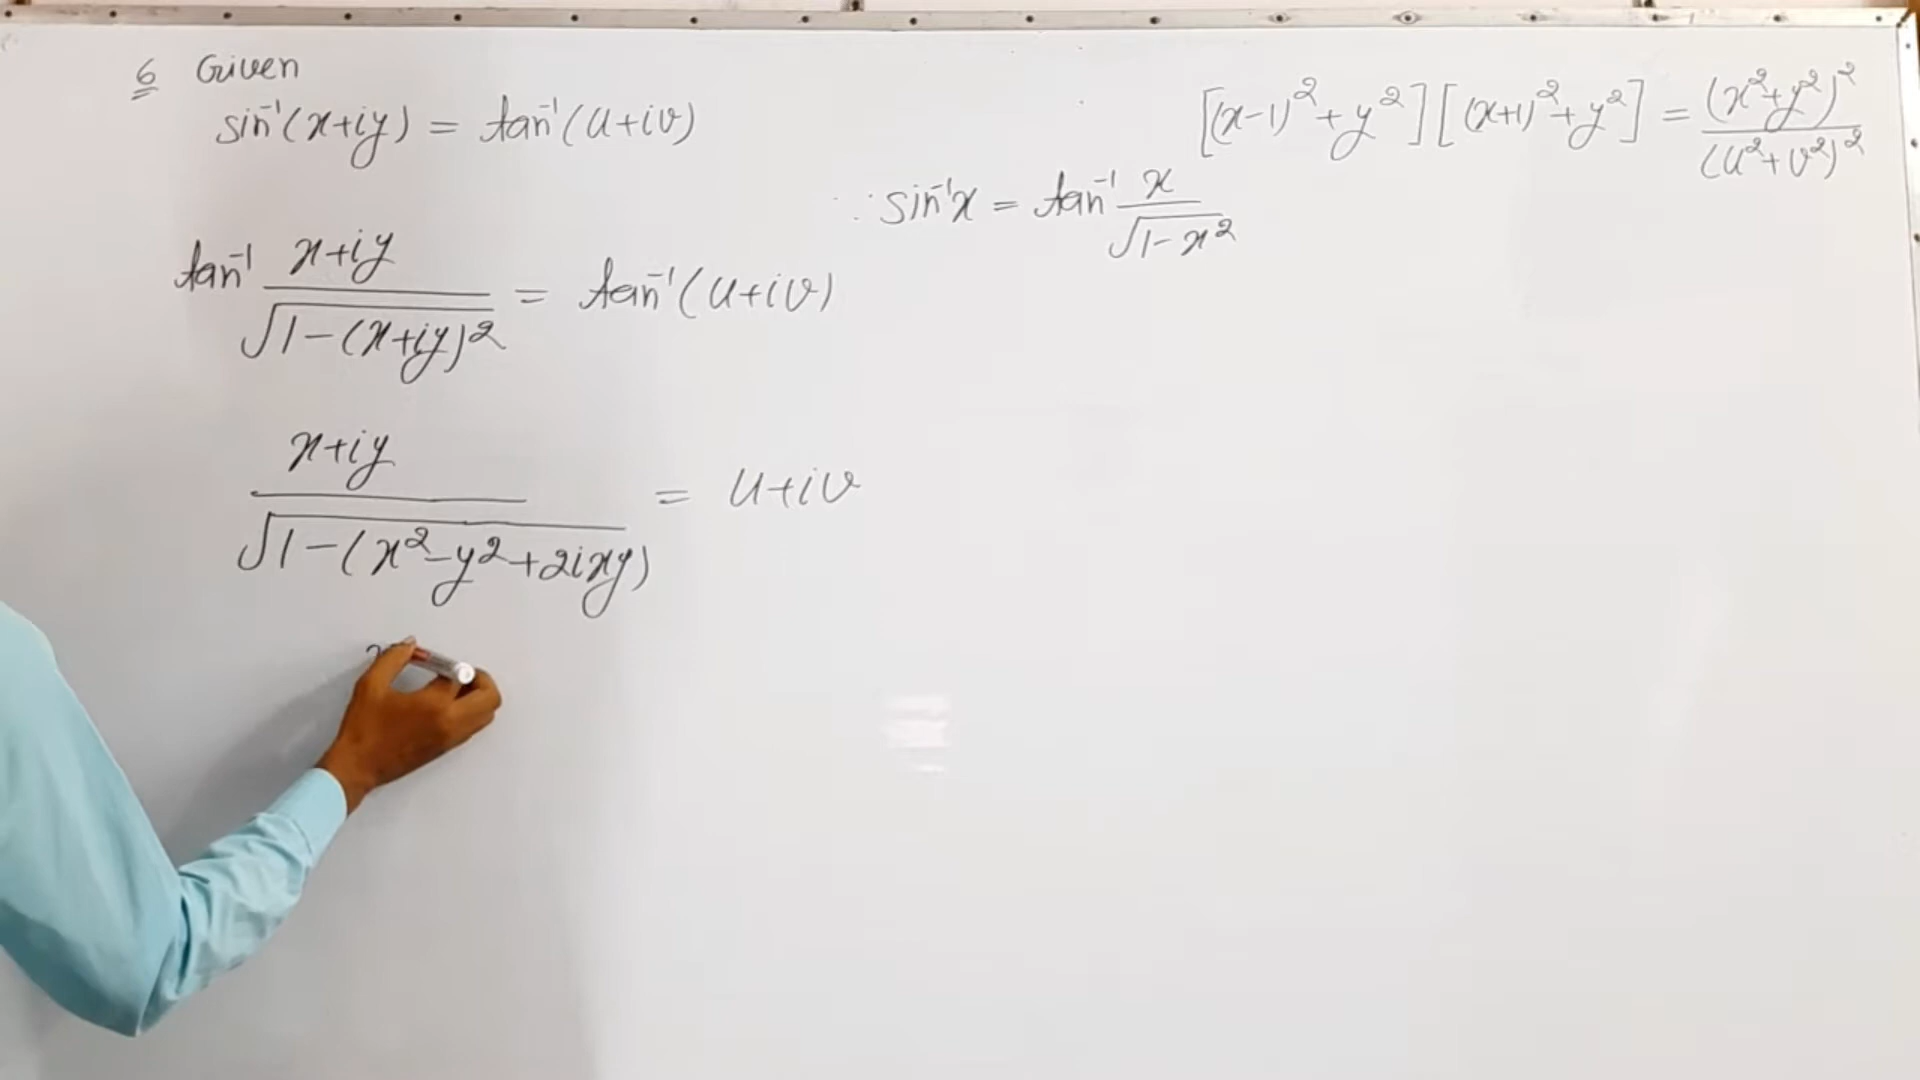 6 Given
sin⁻¹(x+iy) = tan⁻¹(u+iv)
[(x-1)²+y²][(x+1)²+y²] = (x²+y²)² / (u²+v²)²
∵ sin⁻¹x = tan⁻¹ x / √1-x²
tan⁻¹ x+iy / √1-(x+iy)² = tan⁻¹(u+iv)
x+iy / √1-(x²-y²+2ixy) = u+iv